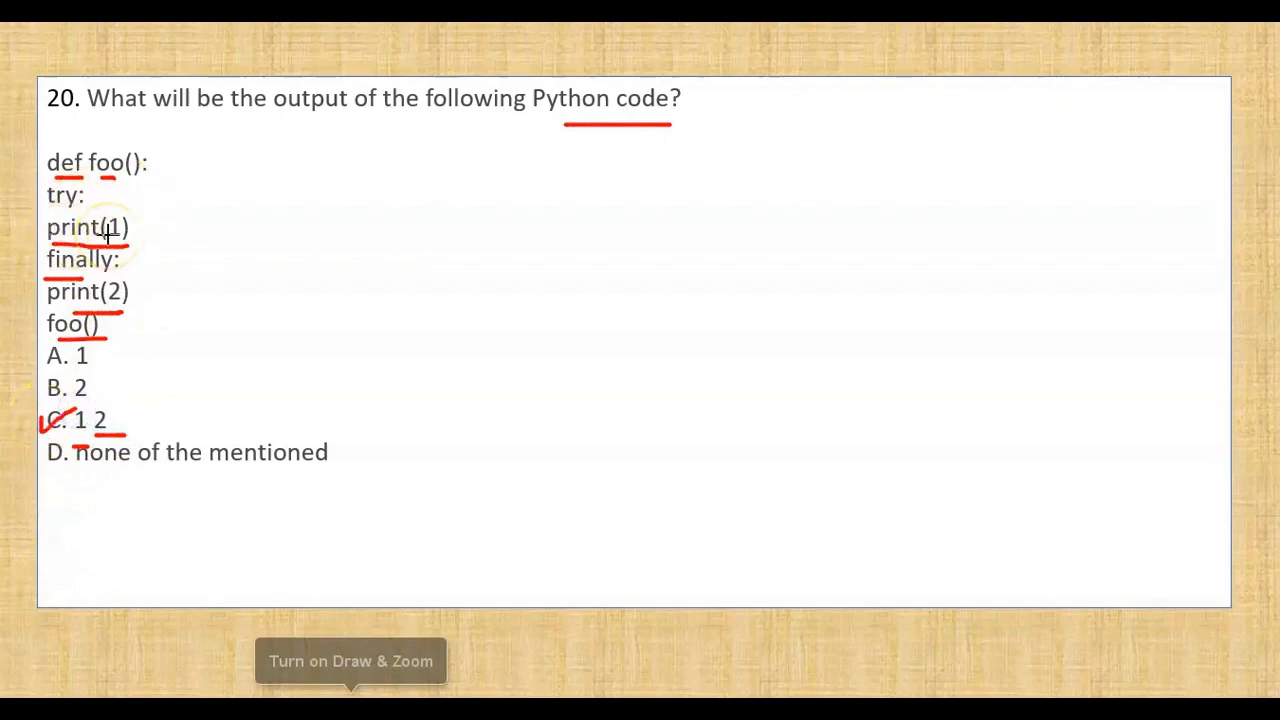 20. What will be the output of the following Python code?
def foo():
try:
print(1)
finally:
print(2)
foo()
A. 1
B. 2
C. 1 2
D. none of the mentioned
Turn on Draw & Zoom